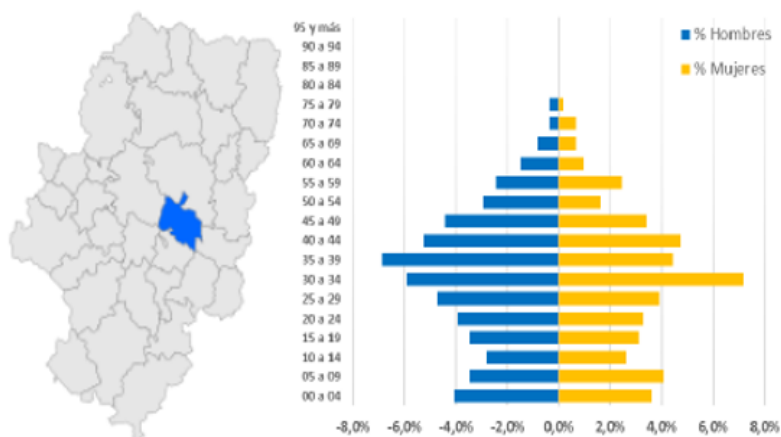 95 y más
90 a 94
85 a 89
80 a 84
75 a 79
70 a 74
65 a 69
60 a 64
55 a 59
50 a 54
45 a 49
40 a 44
35 a 39
30 a 34
25 a 29
20 a 24
15 a 19
10 a 14
05 a 09
00 a 04
-8,0% -6,0% -4,0% -2,0% 0,0% 2,0% 4,0% 6,0% 8,0%
% Hombres
% Mujeres